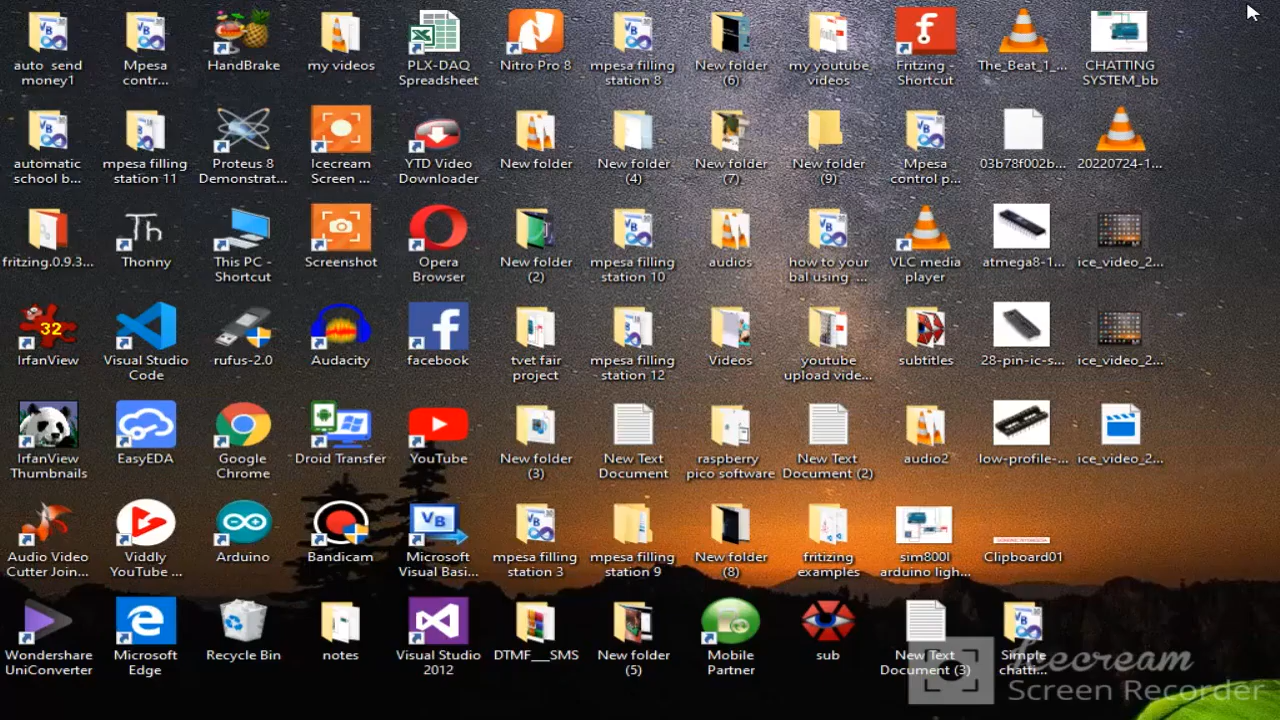 auto send
money1
Mpesa
contr...
HandBrake
my videos
PLX-DAQ
Spreadsheet
Nitro Pro 8
mpesa filling
station 8
New folder
(6)
my youtube
videos
Fritzing -
Shortcut
The_Beat_1_...
CHATTING
SYSTEM_bb
automatic
school b...
mpesa filling
station 11
Proteus 8
Demonstrat...
Icecream
Screen ...
YTD Video
Downloader
New folder
New folder
(4)
New folder
(7)
New folder
(9)
Mpesa
control p...
03b78f002b...
20220724-1...
fritzing.0.9.3...
Th
Thonny
This PC -
Shortcut
Screenshot
Opera
Browser
New folder
(2)
mpesa filling
station 10
audios
how to your
bal using ...
VLC media
player
atmega8-1...
ice_video_2...
32
IrfanView
Visual Studio
Code
rufus-2.0
Audacity
facebook
tvet fair
project
mpesa filling
station 12
Videos
youtube
upload vide...
subtitles
28-pin-ic-s...
ice_video_2...
IrfanView
Thumbnails
EasyEDA
Google
Chrome
Droid Transfer
YouTube
New folder
(3)
New Text
Document
raspberry
pico software
New Text
Document (2)
audio2
low-profile-...
ice_video_2...
Audio Video
Cutter Join...
Viddly
YouTube ...
Arduino
Bandicam
Microsoft
Visual Basi...
mpesa filling
station 3
mpesa filling
station 9
New folder
(8)
fritizing
examples
sim800l
arduino ligh...
Clipboard01
Wondershare
UniConverter
Microsoft
Edge
Recycle Bin
notes
Visual Studio
2012
DTMF___SMS
New folder
(5)
Mobile
Partner
sub
New Text
Document (3)
Simple
chatti...
Icecream
Screen Recorder